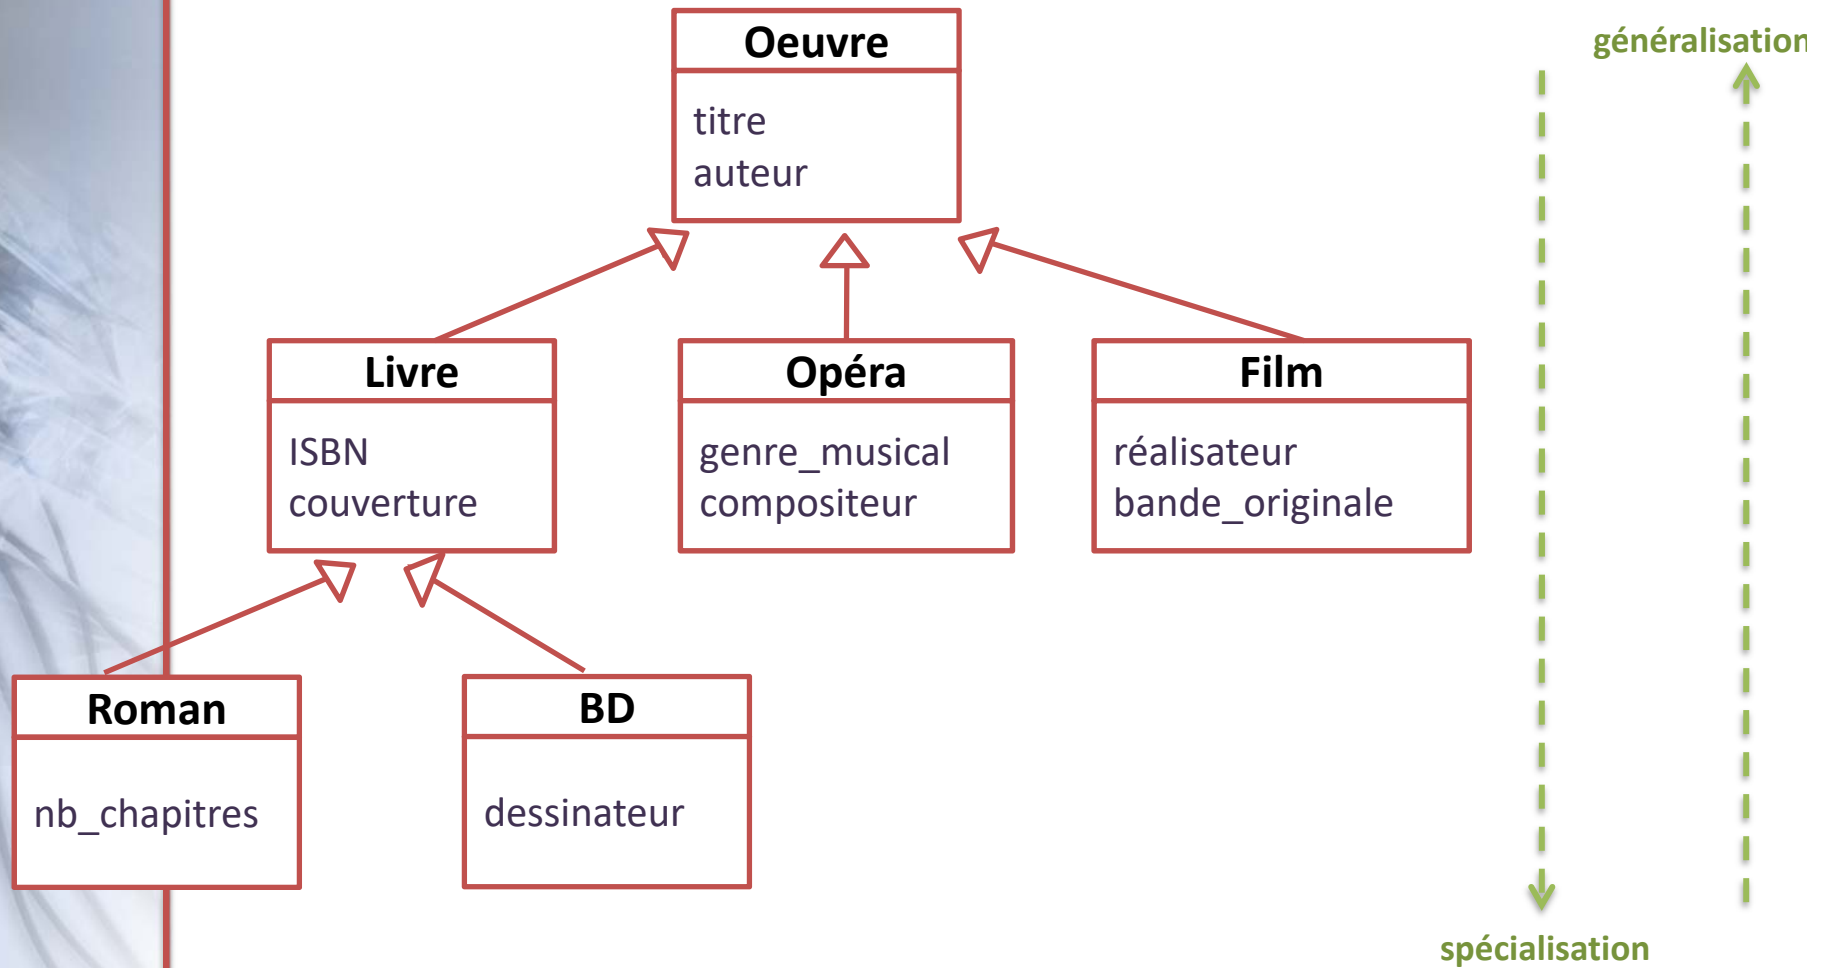 Oeuvre
titre
auteur
généralisation
Livre
ISBN
couverture
Opéra
genre_musical
compositeur
Film
réalisateur
bande_originale
Roman
nb_chapitres
BD
dessinateur
spécialisation